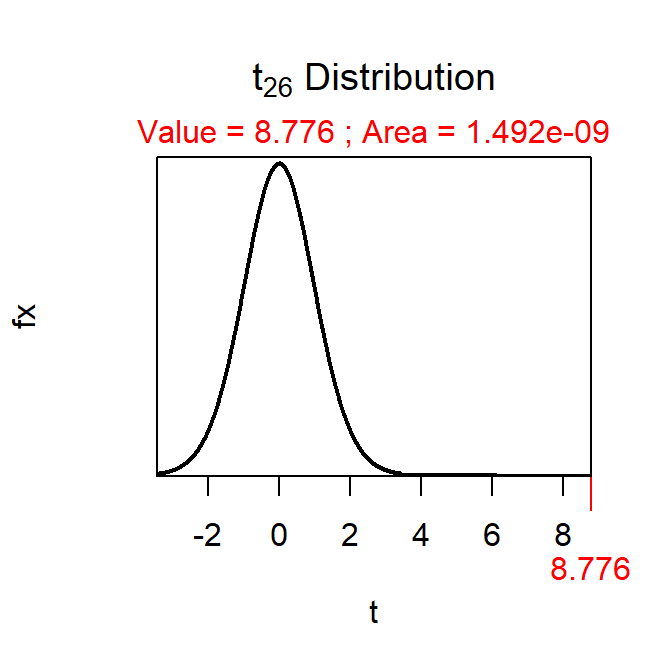 t₂₆ Distribution
Value = 8.776 ; Area = 1.492e-09
fx
-2 0 2 4 6 8
8.776
t